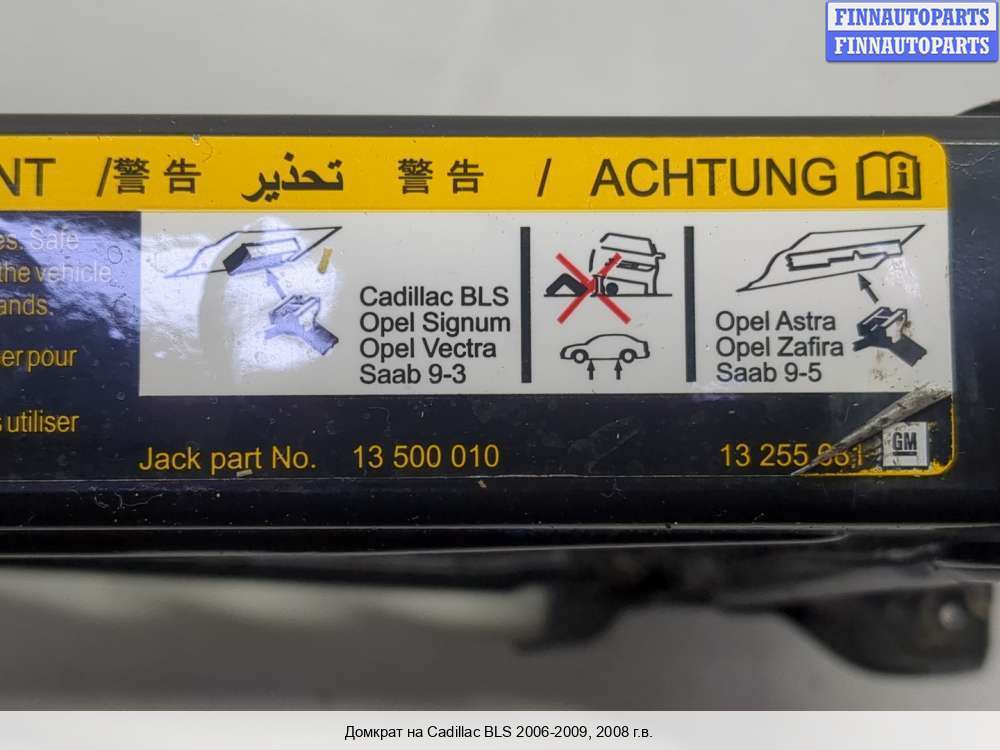 FINNAUTOPARTS
FINNAUTOPARTS
NT /警告 تحذير 警告 / ACHTUNG
es. Safe
the vehicle
ands.
er pour
s utiliser
Cadillac BLS
Opel Signum
Opel Vectra
Saab 9-3
Opel Astra
Opel Zafira
Saab 9-5
Jack part No. 13 500 010
13 255
GM
Домкрат на Cadillac BLS 2006-2009, 2008 г.в.